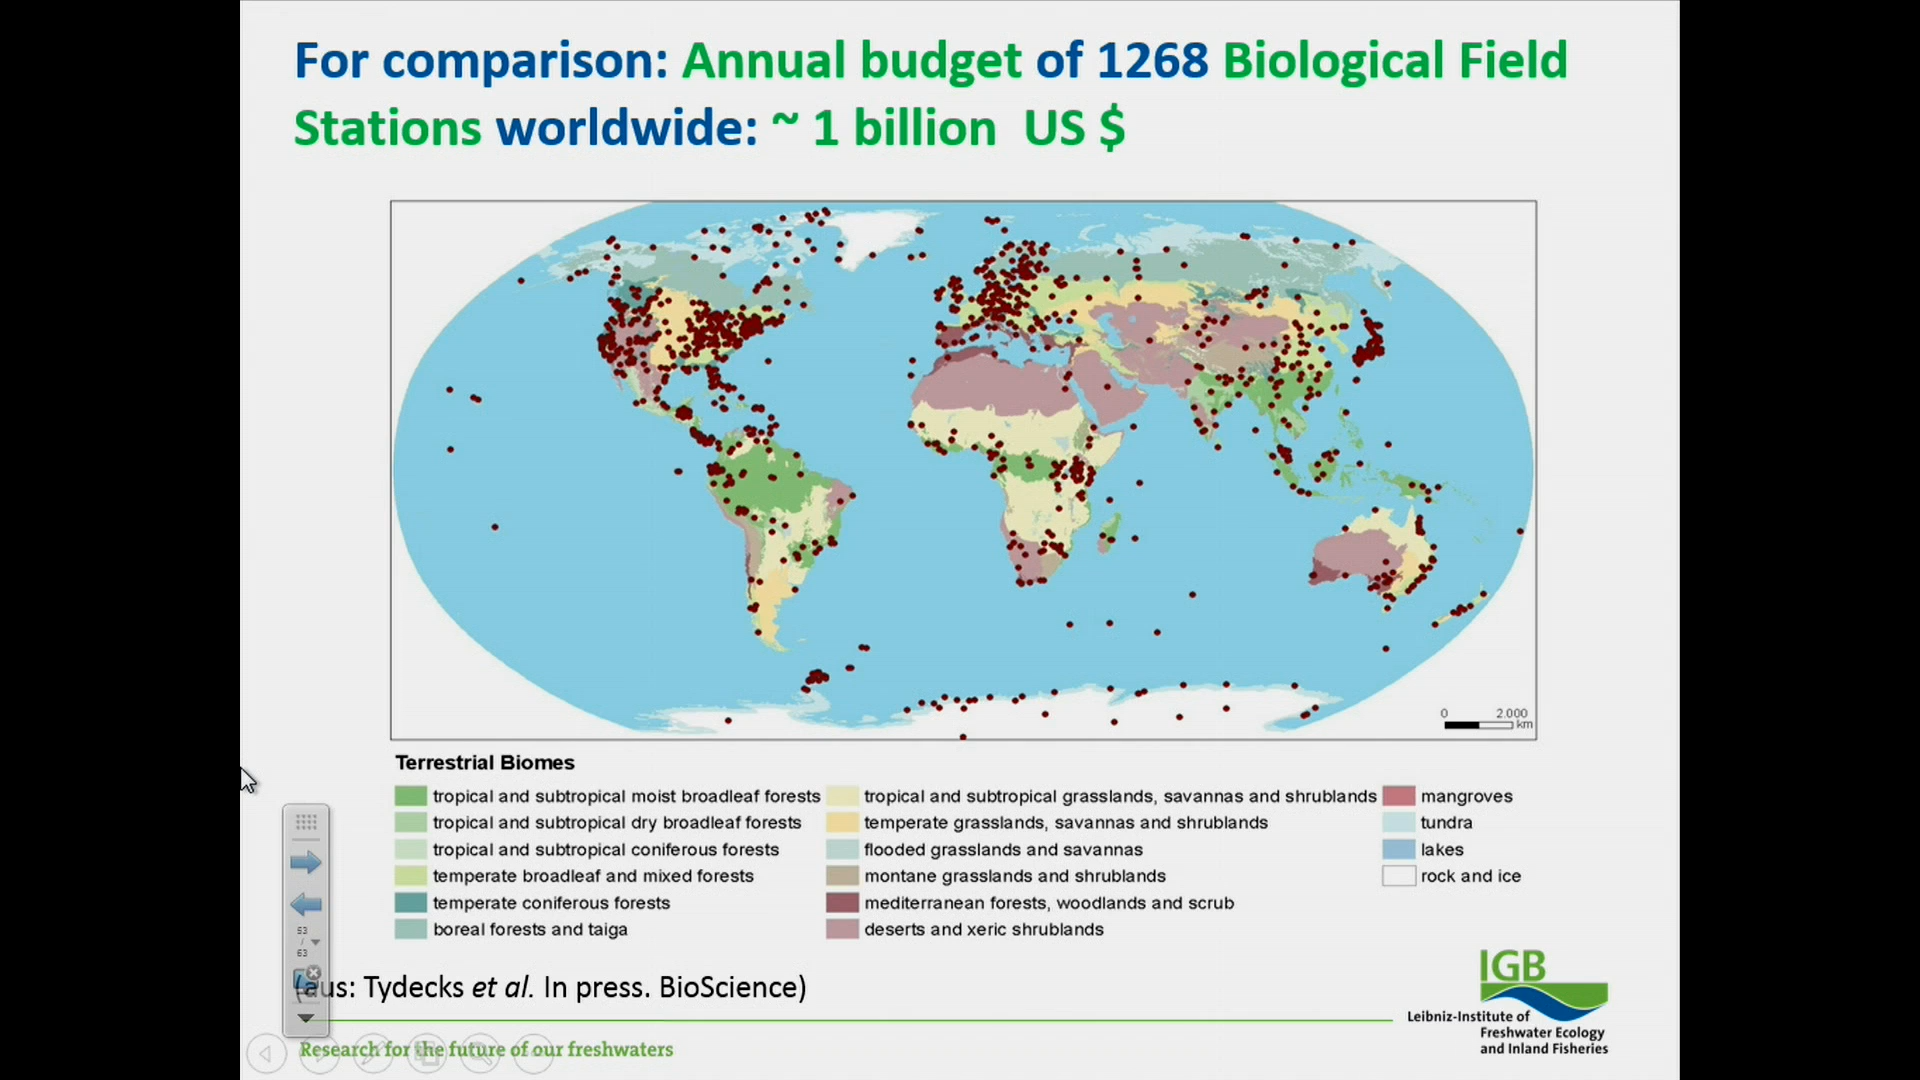 For comparison: Annual budget of 1268 Biological Field
Stations worldwide: ~ 1 billion US $
0 2.000
km
Terrestrial Biomes
tropical and subtropical moist broadleaf forests
tropical and subtropical dry broadleaf forests
tropical and subtropical coniferous forests
temperate broadleaf and mixed forests
temperate coniferous forests
boreal forests and taiga
tropical and subtropical grasslands, savannas and shrublands
temperate grasslands, savannas and shrublands
flooded grasslands and savannas
montane grasslands and shrublands
mediterranean forests, woodlands and scrub
deserts and xeric shrublands
mangroves
tundra
lakes
rock and ice
53
/
63
(aus: Tydecks et al. In press. BioScience)
IGB
Leibniz-Institute of
Freshwater Ecology
and Inland Fisheries
Research for the future of our freshwaters